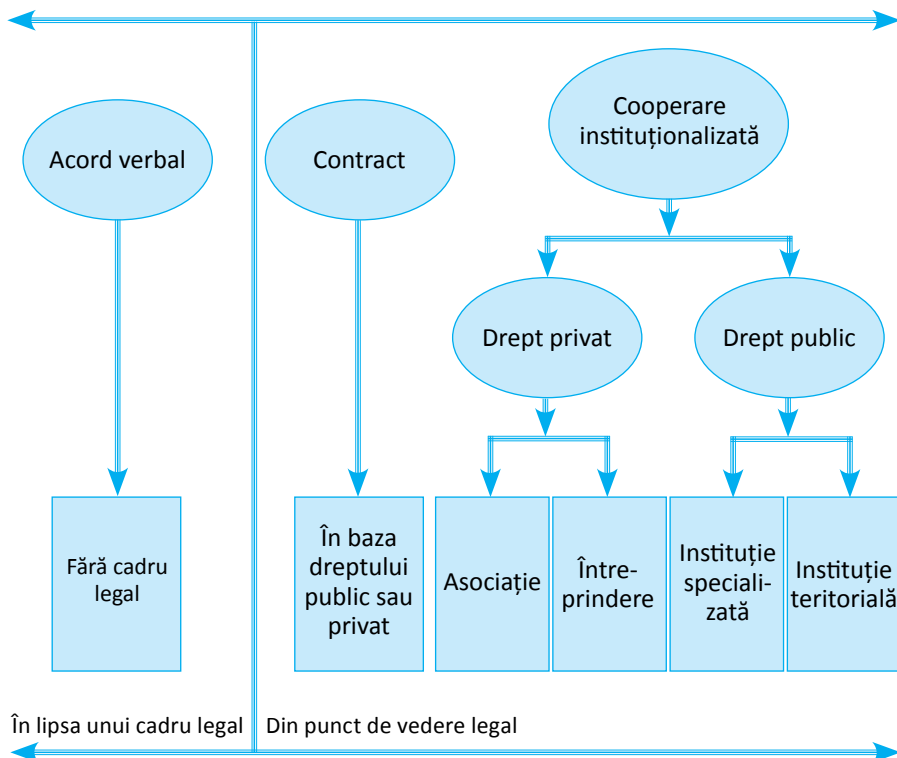 Cooperare
instituționalizată
Acord verbal
Contract
Drept privat
Drept public
Fără cadru
legal
În baza
dreptului
public sau
privat
Asociație
Între-
prindere
Instituție
speciali-
zată
Instituție
teritorială
În lipsa unui cadru legal
Din punct de vedere legal